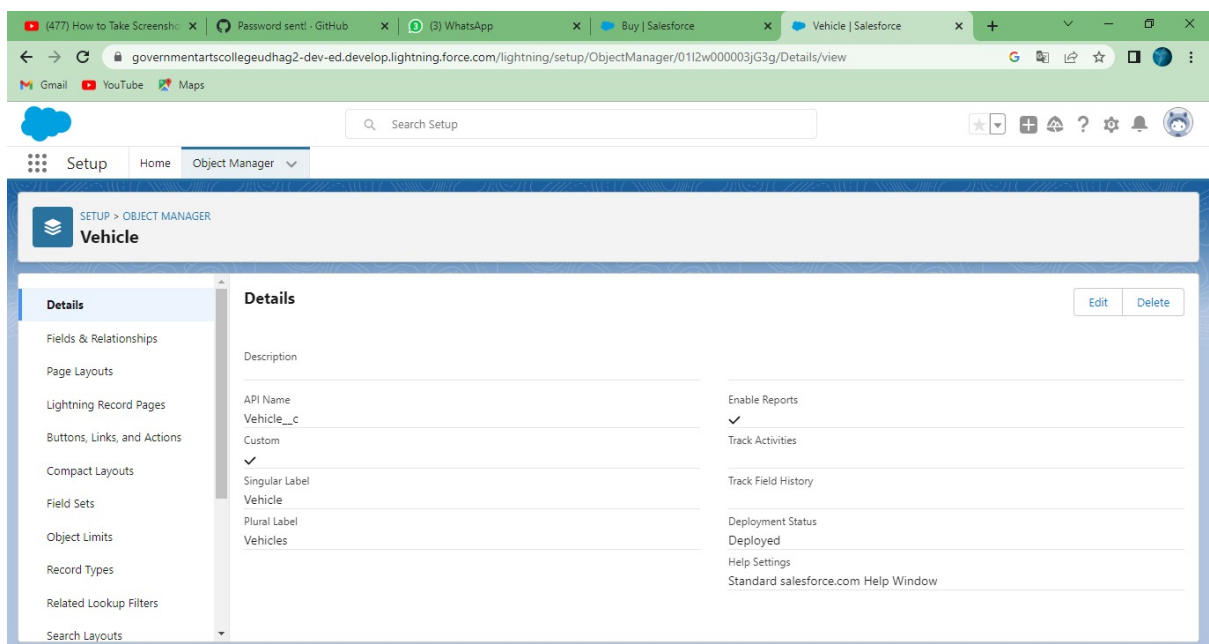 (477) How to Take Screensho
Password sent! · GitHub
(3) WhatsApp
Buy | Salesforce
Vehicle | Salesforce
governmentartscollegeudhag2-dev-ed.develop.lightning.force.com/lightning/setup/ObjectManager/01I2w000003jG3g/Details/view
Gmail YouTube Maps
Search Setup
Setup Home Object Manager
SETUP > OBJECT MANAGER
Vehicle
Details
Fields & Relationships
Page Layouts
Lightning Record Pages
Buttons, Links, and Actions
Compact Layouts
Field Sets
Object Limits
Record Types
Related Lookup Filters
Search Layouts
Details
Edit Delete
Description
API Name
Vehicle__c
Custom
Singular Label
Vehicle
Plural Label
Vehicles
Enable Reports
Track Activities
Track Field History
Deployment Status
Deployed
Help Settings
Standard salesforce.com Help Window